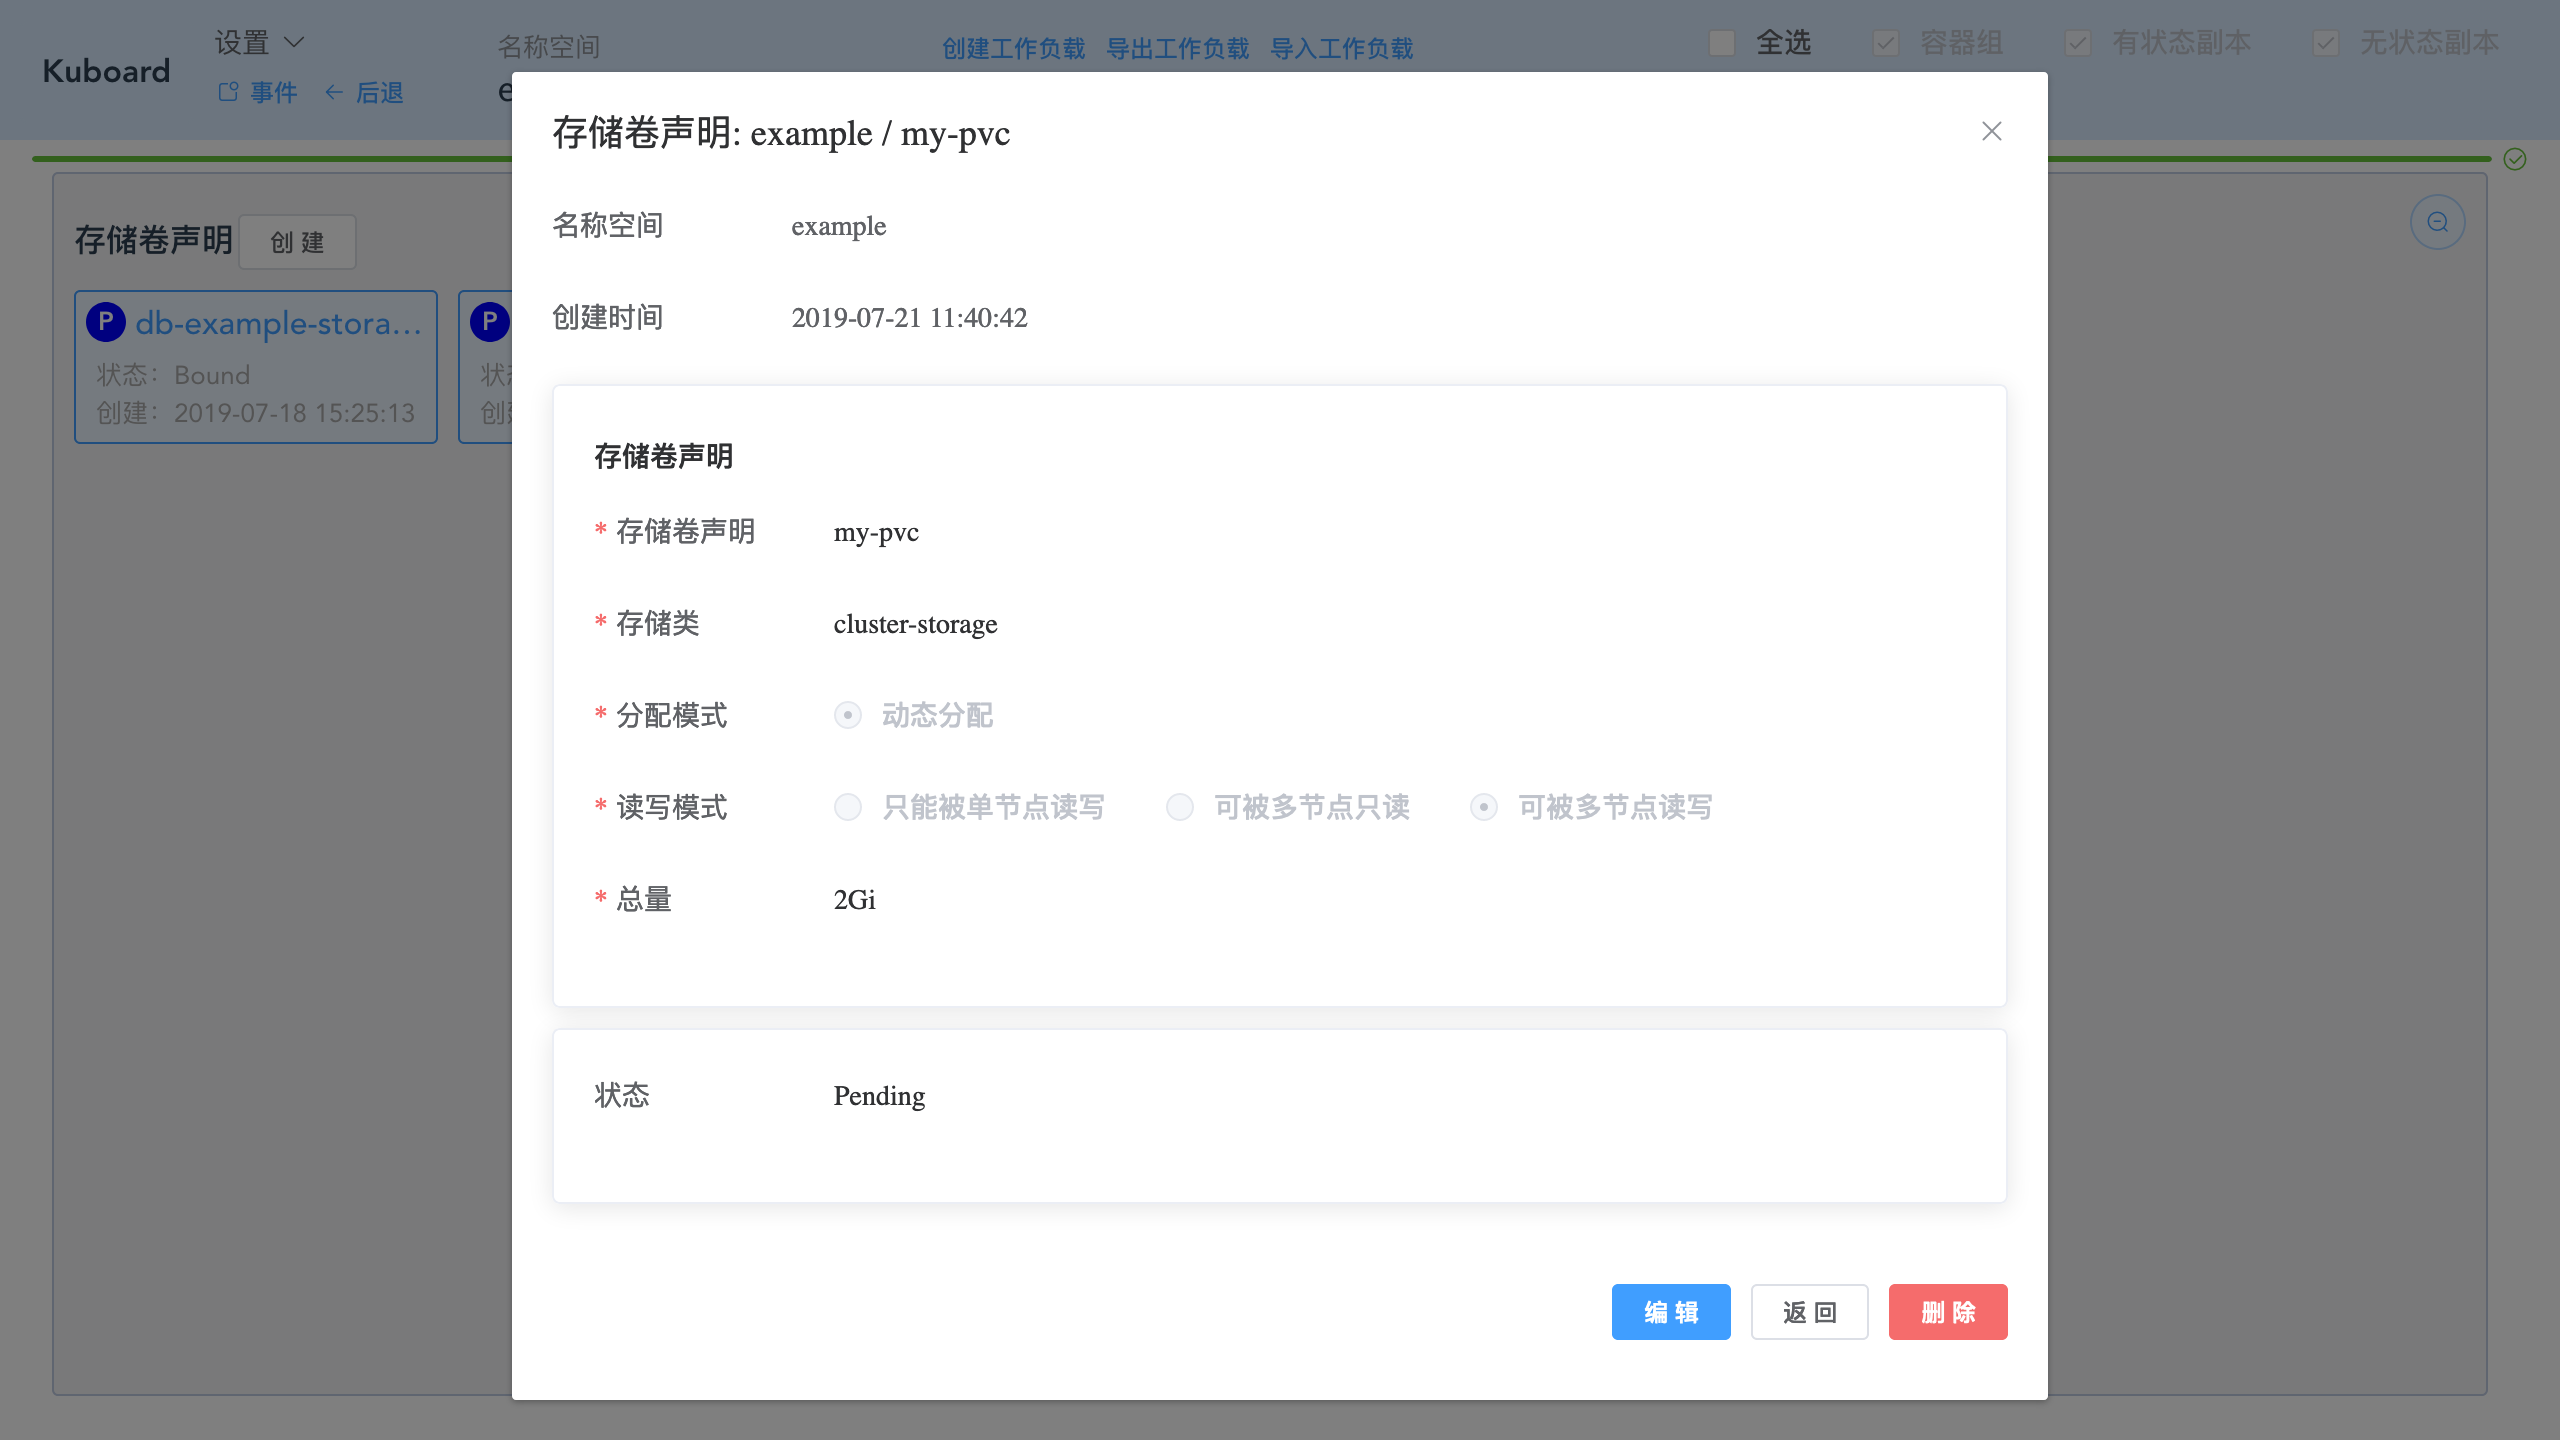 Kuboard
设置
事件 后退
名称空间
创建工作负载 导出工作负载 导入工作负载
全选 容器组 有状态副本 无状态副本
存储卷声明 创 建
P db-example-stora...
状态： Bound
创建： 2019-07-18 15:25:13
P
存储卷声明: example / my-pvc
名称空间 example
创建时间 2019-07-21 11:40:42
存储卷声明
* 存储卷声明 my-pvc
* 存储类 cluster-storage
* 分配模式 动态分配
* 读写模式 只能被单节点读写 可被多节点只读 可被多节点读写
* 总量 2Gi
状态 Pending
编 辑 返 回 删 除